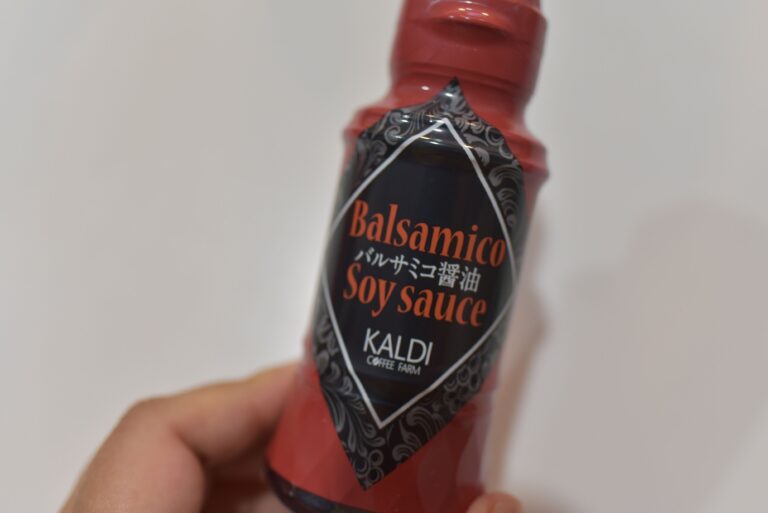 Balsamico
バルサミコ醤油
Soy sauce
KALDI
COFFEE FARM